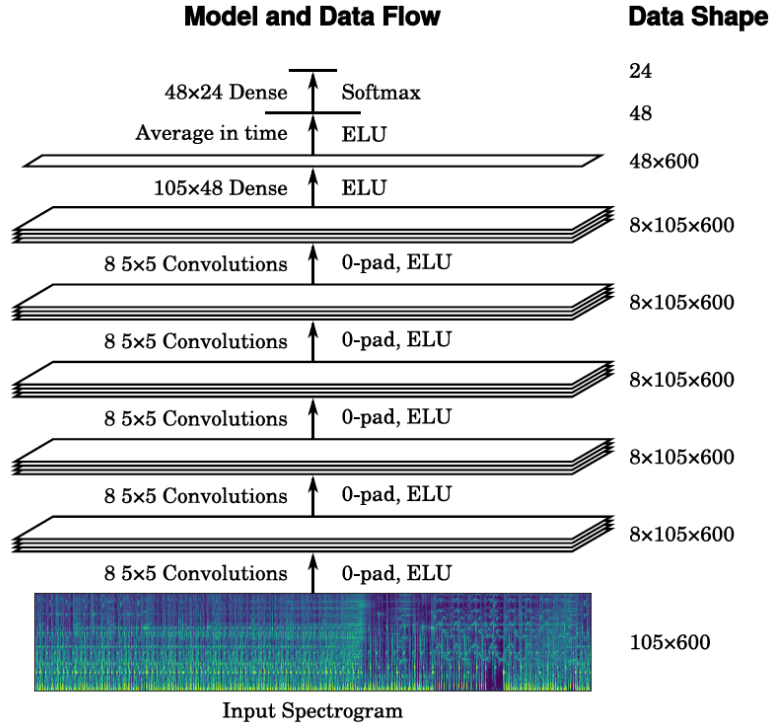 Model and Data Flow Data Shape
24
48×24 Dense Softmax
48
Average in time ELU
48×600
105×48 Dense ELU
8×105×600
8 5×5 Convolutions 0-pad, ELU
8×105×600
8 5×5 Convolutions 0-pad, ELU
8×105×600
8 5×5 Convolutions 0-pad, ELU
8×105×600
8 5×5 Convolutions 0-pad, ELU
8×105×600
8 5×5 Convolutions 0-pad, ELU
105×600
Input Spectrogram